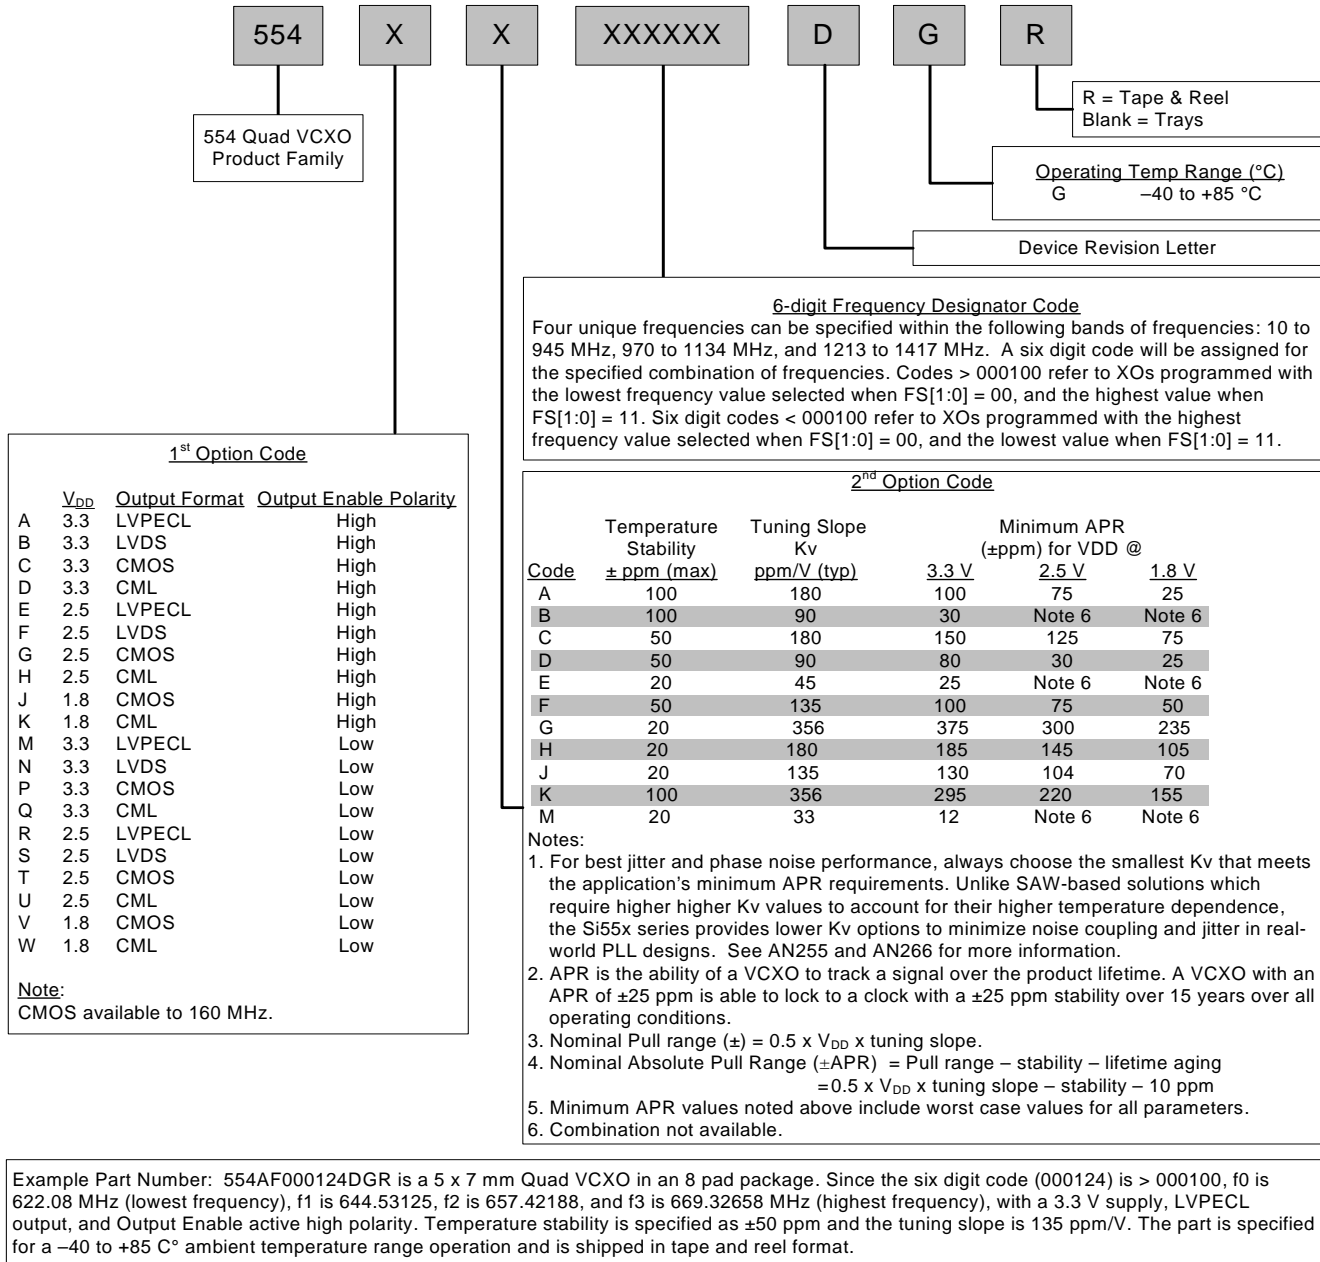 554 X X XXXXXX D G R
554 Quad VCXO
Product Family
R = Tape & Reel
Blank = Trays
Operating Temp Range (°C)
G –40 to +85 °C
Device Revision Letter
6-digit Frequency Designator Code
Four unique frequencies can be specified within the following bands of frequencies: 10 to
945 MHz, 970 to 1134 MHz, and 1213 to 1417 MHz. A six digit code will be assigned for
the specified combination of frequencies. Codes > 000100 refer to XOs programmed with
the lowest frequency value selected when FS[1:0] = 00, and the highest value when
FS[1:0] = 11. Six digit codes < 000100 refer to XOs programmed with the highest
frequency value selected when FS[1:0] = 00, and the lowest value when FS[1:0] = 11.
1st Option Code
VDD Output Format Output Enable Polarity
A 3.3 LVPECL High
B 3.3 LVDS High
C 3.3 CMOS High
D 3.3 CML High
E 2.5 LVPECL High
F 2.5 LVDS High
G 2.5 CMOS High
H 2.5 CML High
J 1.8 CMOS High
K 1.8 CML High
M 3.3 LVPECL Low
N 3.3 LVDS Low
P 3.3 CMOS Low
Q 3.3 CML Low
R 2.5 LVPECL Low
S 2.5 LVDS Low
T 2.5 CMOS Low
U 2.5 CML Low
V 1.8 CMOS Low
W 1.8 CML Low
Note:
CMOS available to 160 MHz.
2nd Option Code
Temperature Tuning Slope Minimum APR
Stability Kv (±ppm) for VDD @
Code ± ppm (max) ppm/V (typ) 3.3 V 2.5 V 1.8 V
A 100 180 100 75 25
B 100 90 30 Note 6 Note 6
C 50 180 150 125 75
D 50 90 80 30 25
E 20 45 25 Note 6 Note 6
F 50 135 100 75 50
G 20 356 375 300 235
H 20 180 185 145 105
J 20 135 130 104 70
K 100 356 295 220 155
M 20 33 12 Note 6 Note 6
Notes:
1. For best jitter and phase noise performance, always choose the smallest Kv that meets
the application's minimum APR requirements. Unlike SAW-based solutions which
require higher higher Kv values to account for their higher temperature dependence,
the Si55x series provides lower Kv options to minimize noise coupling and jitter in real-
world PLL designs. See AN255 and AN266 for more information.
2. APR is the ability of a VCXO to track a signal over the product lifetime. A VCXO with an
APR of ±25 ppm is able to lock to a clock with a ±25 ppm stability over 15 years over all
operating conditions.
3. Nominal Pull range (±) = 0.5 x VDD x tuning slope.
4. Nominal Absolute Pull Range (±APR) = Pull range – stability – lifetime aging
= 0.5 x VDD x tuning slope – stability – 10 ppm
5. Minimum APR values noted above include worst case values for all parameters.
6. Combination not available.
Example Part Number: 554AF000124DGR is a 5 x 7 mm Quad VCXO in an 8 pad package. Since the six digit code (000124) is > 000100, f0 is
622.08 MHz (lowest frequency), f1 is 644.53125, f2 is 657.42188, and f3 is 669.32658 MHz (highest frequency), with a 3.3 V supply, LVPECL
output, and Output Enable active high polarity. Temperature stability is specified as ±50 ppm and the tuning slope is 135 ppm/V. The part is specified
for a –40 to +85 C° ambient temperature range operation and is shipped in tape and reel format.